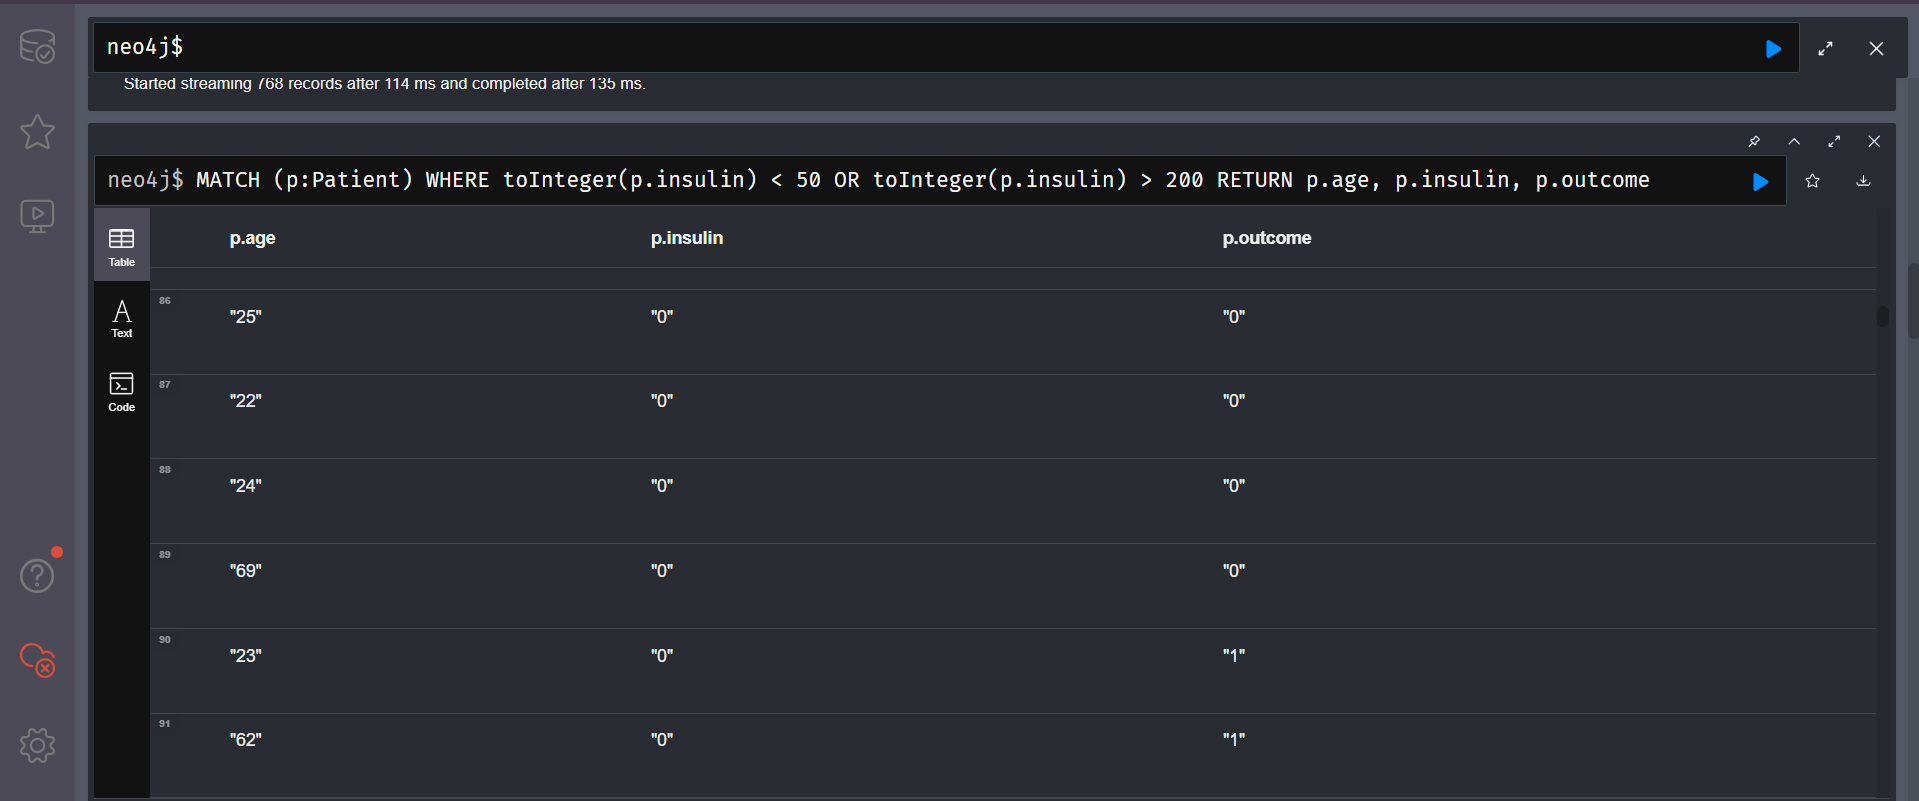 neo4j$
Started streaming 768 records after 114 ms and completed after 135 ms.
neo4j$ MATCH (p:Patient) WHERE toInteger(p.insulin) < 50 OR toInteger(p.insulin) > 200 RETURN p.age, p.insulin, p.outcome
Table
Text
Code
p.age p.insulin p.outcome
86 "25" "0" "0"
87 "22" "0" "0"
88 "24" "0" "0"
89 "69" "0" "0"
90 "23" "0" "1"
91 "62" "0" "1"